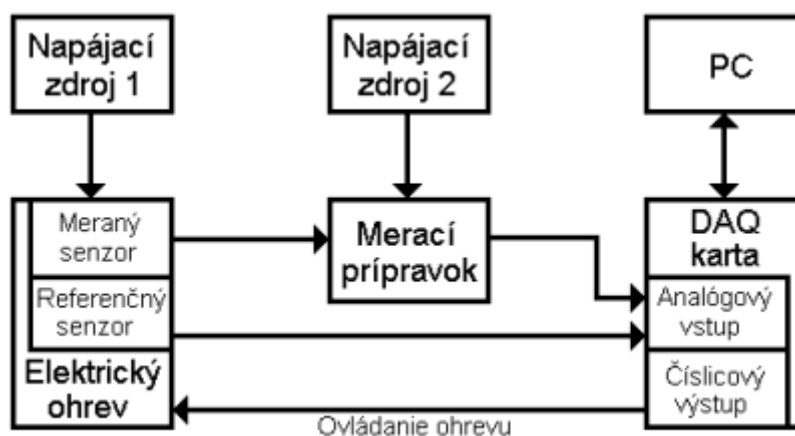 Napájací
zdroj 1
Napájací
zdroj 2
PC
Meraný
senzor
Referenčný
senzor
Elektrický
ohrev
Merací
prípravok
DAQ
karta
Analógový
vstup
Číslicový
výstup
Ovládanie ohrevu